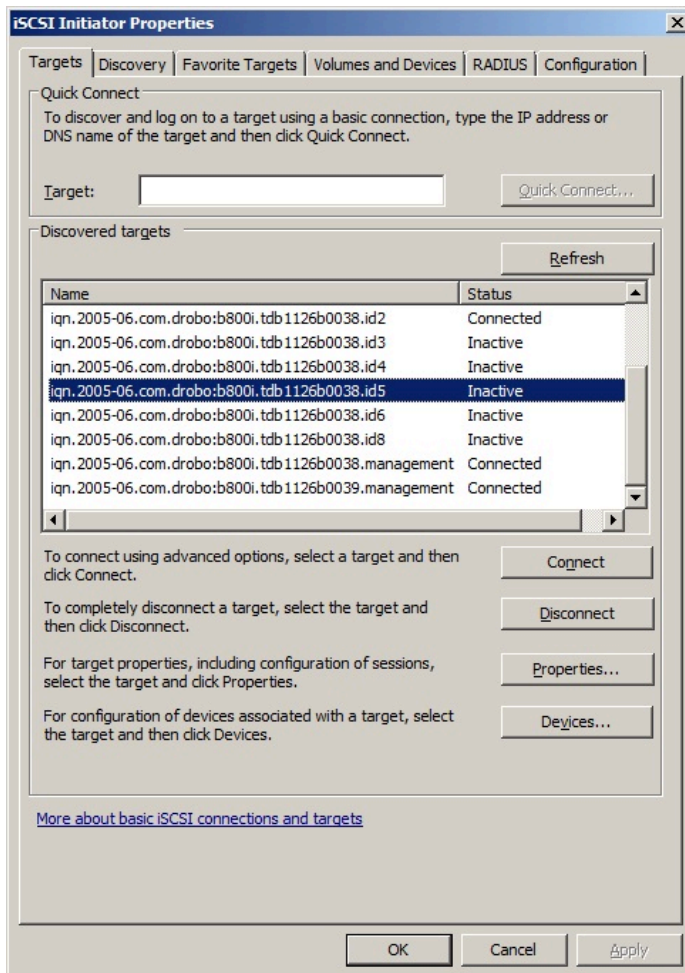 iSCSI Initiator Properties
Targets Discovery Favorite Targets Volumes and Devices RADIUS Configuration
Quick Connect
To discover and log on to a target using a basic connection, type the IP address or
DNS name of the target and then click Quick Connect.
Target:
Quick Connect...
Discovered targets
Refresh
Name Status
iqn.2005-06.com.drobo:b800i.tdb1126b0038.id2 Connected
iqn.2005-06.com.drobo:b800i.tdb1126b0038.id3 Inactive
iqn.2005-06.com.drobo:b800i.tdb1126b0038.id4 Inactive
iqn.2005-06.com.drobo:b800i.tdb1126b0038.id5 Inactive
iqn.2005-06.com.drobo:b800i.tdb1126b0038.id6 Inactive
iqn.2005-06.com.drobo:b800i.tdb1126b0038.id8 Inactive
iqn.2005-06.com.drobo:b800i.tdb1126b0038.management Connected
iqn.2005-06.com.drobo:b800i.tdb1126b0039.management Connected
To connect using advanced options, select a target and then
click Connect.
Connect
To completely disconnect a target, select the target and
then click Disconnect.
Disconnect
For target properties, including configuration of sessions,
select the target and click Properties.
Properties...
For configuration of devices associated with a target, select
the target and then click Devices.
Devices...
More about basic iSCSI connections and targets
OK Cancel Apply